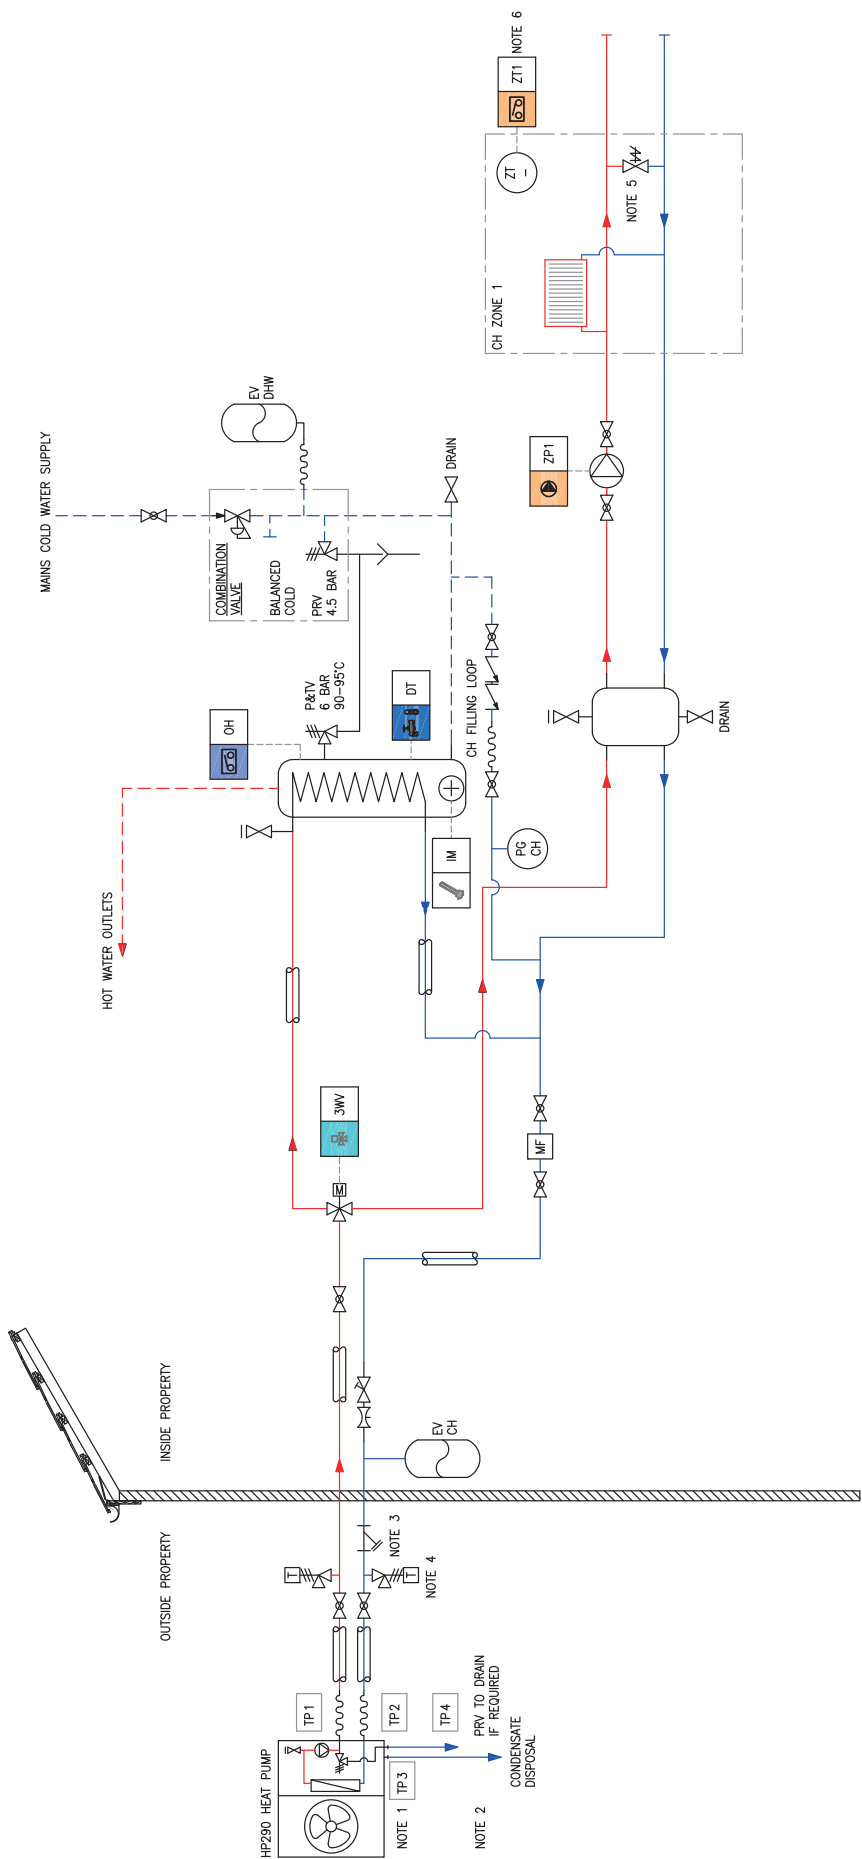 HP290 HEAT PUMP
NOTE 1
NOTE 2
TP1
TP2
TP3
TP4
PRV TO DRAIN
IF REQUIRED
CONDENSATE
DISPOSAL
OUTSIDE PROPERTY
INSIDE PROPERTY
T
T
NOTE 4
NOTE 3
EV
CH
M
3WV
MF
HOT WATER OUTLETS
IM
PG
CH
CH FILLING LOOP
OH
DT
P&TV
6 BAR
90-95°C
MAINS COLD WATER SUPPLY
COMBINATION
VALVE
BALANCED
COLD
PRV
4.5 BAR
EV
DHW
DRAIN
DRAIN
ZP1
CH ZONE 1
NOTE 5
ZT
–
ZT1
NOTE 6